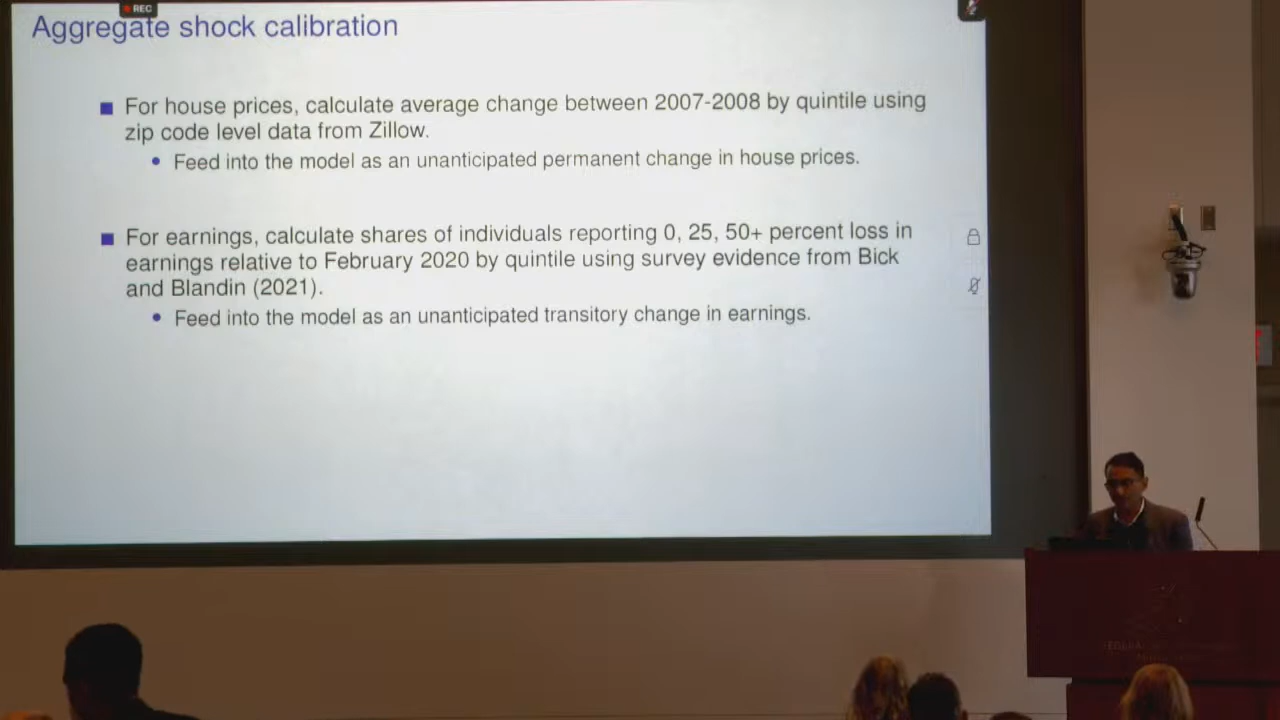 REC
Aggregate shock calibration
For house prices, calculate average change between 2007-2008 by quintile using
zip code level data from Zillow.
Feed into the model as an unanticipated permanent change in house prices.
For earnings, calculate shares of individuals reporting 0, 25, 50+ percent loss in
earnings relative to February 2020 by quintile using survey evidence from Bick
and Blandin (2021).
Feed into the model as an unanticipated transitory change in earnings.